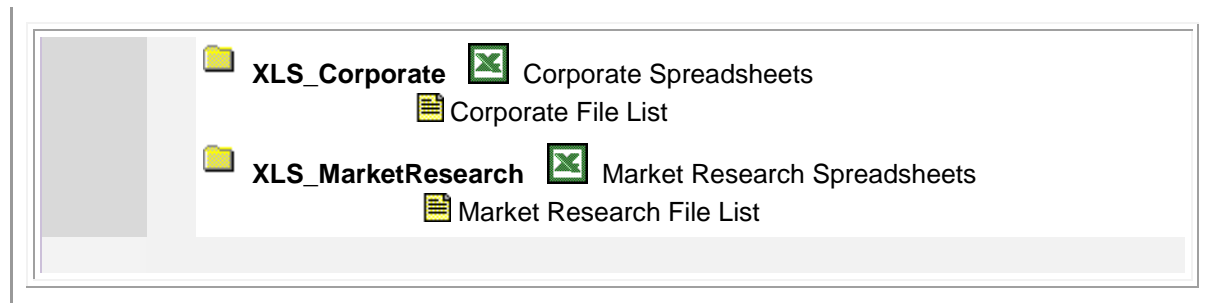 XLS_Corporate Corporate Spreadsheets
Corporate File List
XLS_MarketResearch Market Research Spreadsheets
Market Research File List